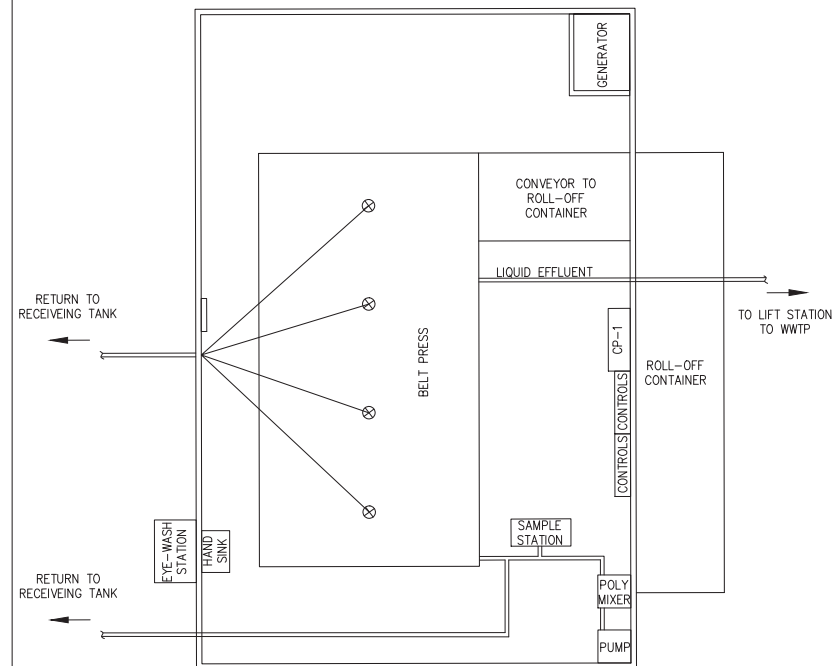 GENERATOR
CONVEYOR TO
ROLL-OFF
CONTAINER
LIQUID EFFLUENT
RETURN TO
RECEIVEING TANK
TO LIFT STATION
TO WWTP
CP-1
BELT PRESS
ROLL-OFF
CONTAINER
CONTROLS
CONTROLS
SAMPLE
STATION
EYE-WASH
STATION
HAND
SINK
RETURN TO
RECEIVEING TANK
POLY
MIXER
PUMP